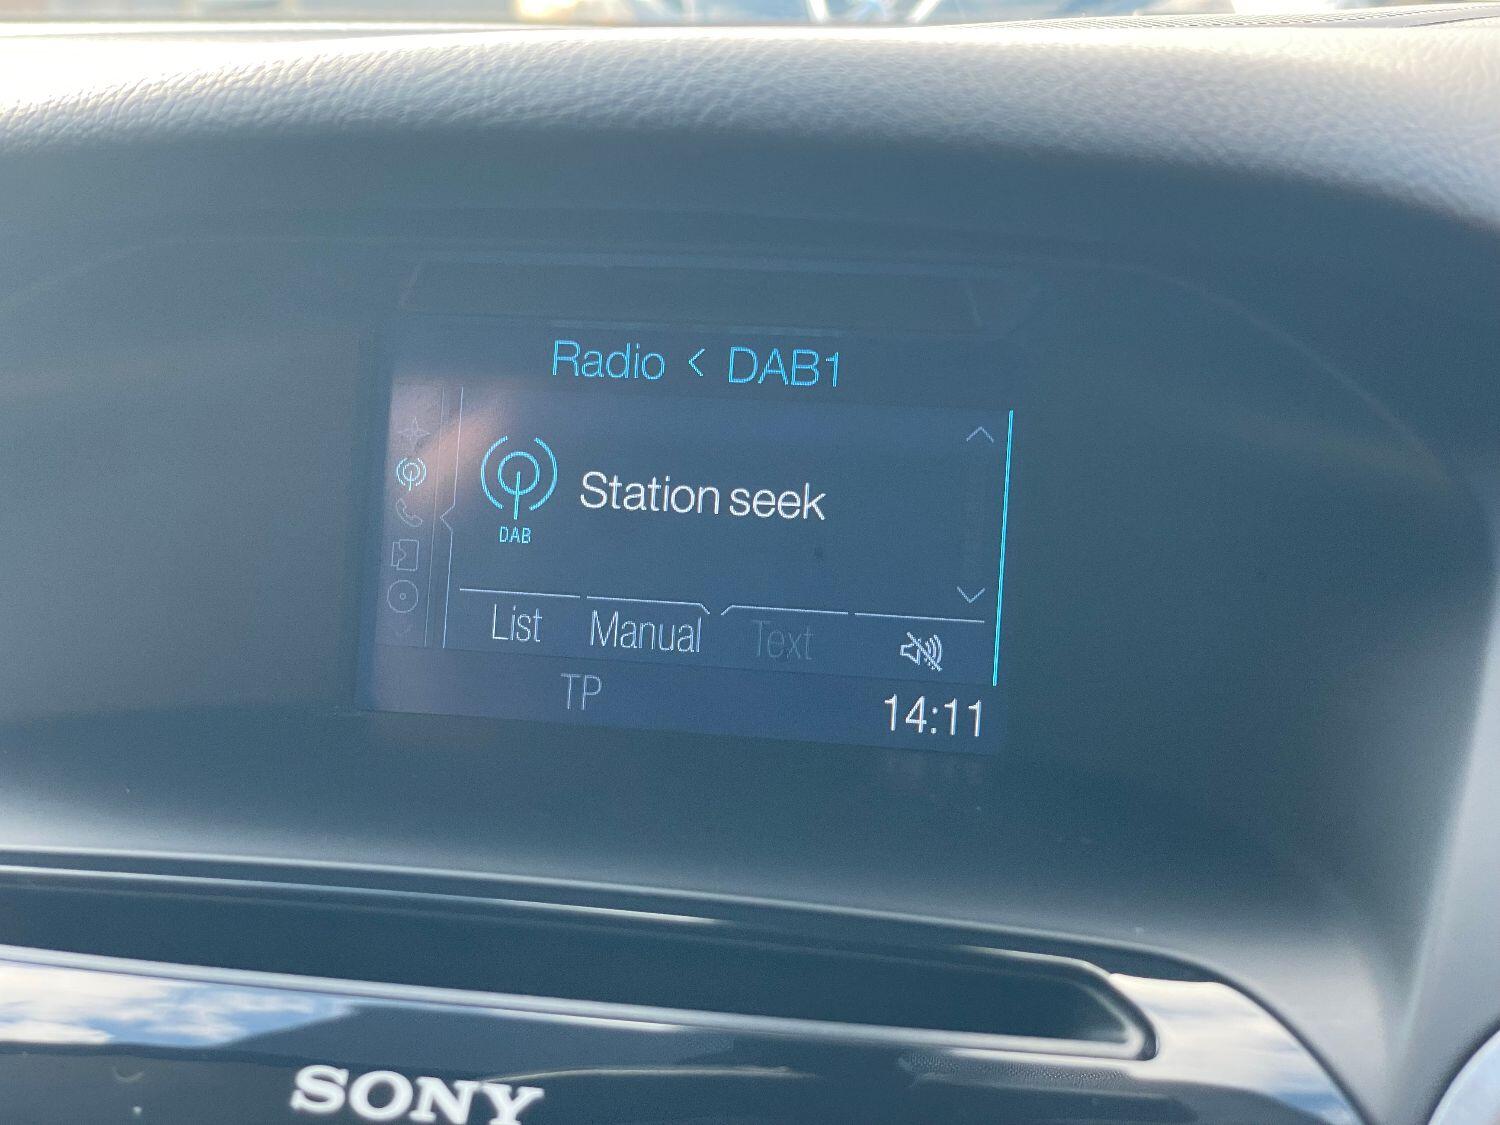 Radio < DAB1
Station seek
DAB
List Manual Text
TP 14:11
SONY